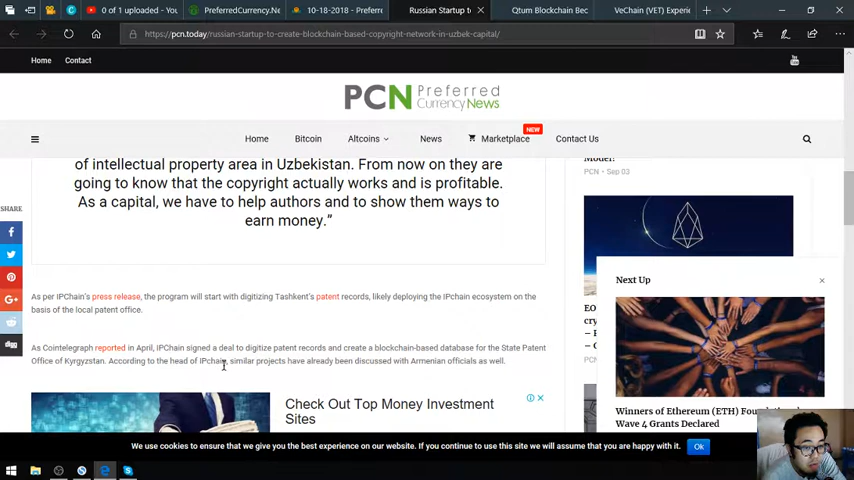 0 of 1 uploaded - You
PreferredCurrency.Ne
10-18-2018 - Preferre
Russian Startup to
Qtum Blockchain Bec
VeChain (VET) Experie
https://pcn.today/russian-startup-to-create-blockchain-based-copyright-network-in-uzbek-capital/
Home Contact
PCN Preferred CurrencyNews
NEW
Home Bitcoin Altcoins News Marketplace Contact Us
of intellectual property area in Uzbekistan. From now on they are
going to know that the copyright actually works and is profitable.
As a capital, we have to help authors and to show them ways to
earn money.”
Model!
PCN - Sep 03
SHARE
As per IPChain's press release, the program will start with digitizing Tashkent's patent records, likely deploying the IPchain ecosystem on the
basis of the local patent office.
As Cointelegraph reported in April, IPChain signed a deal to digitize patent records and create a blockchain-based database for the State Patent
Office of Kyrgyzstan. According to the head of IPchain, similar projects have already been discussed with Armenian officials as well.
EO
cry
– E
PCN
Next Up
Winners of Ethereum (ETH) Foundation
Wave 4 Grants Declared
digg
Check Out Top Money Investment
Sites
We use cookies to ensure that we give you the best experience on our website. If you continue to use this site we will assume that you are happy with it.
Ok